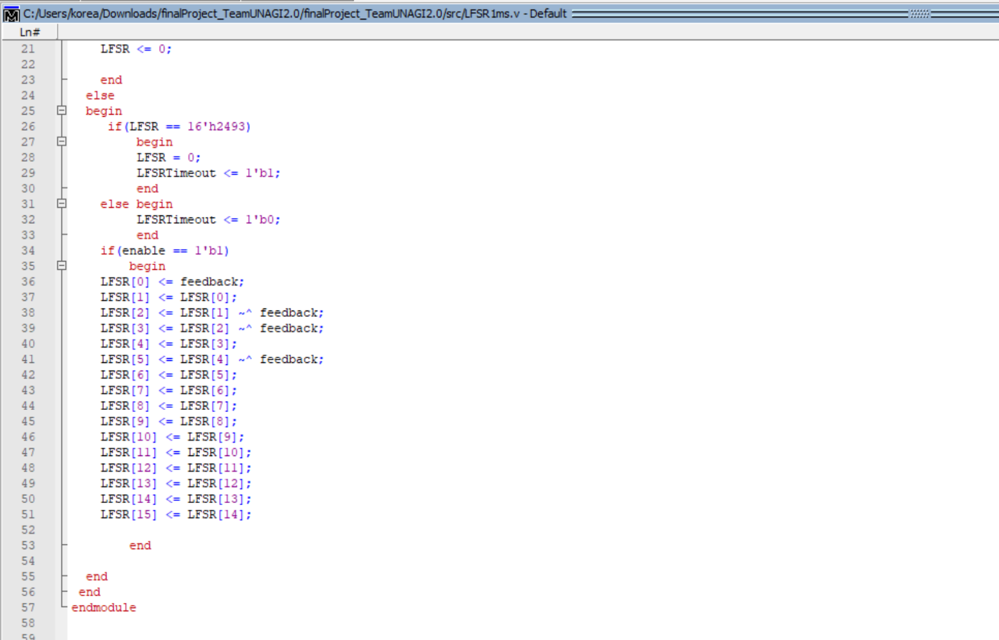 C:/Users/korea/Downloads/finalProject_TeamUNAGI2.0/finalProject_TeamUNAGI2.0/src/LFSR1ms.v - Default
Ln#
21 LFSR <= 0;
22
23 end
24 else
25 begin
26 if(LFSR == 16'h2493)
27 begin
28 LFSR = 0;
29 LFSRTimeout <= 1'b1;
30 end
31 else begin
32 LFSRTimeout <= 1'b0;
33 end
34 if(enable == 1'b1)
35 begin
36 LFSR[0] <= feedback;
37 LFSR[1] <= LFSR[0];
38 LFSR[2] <= LFSR[1] ~^ feedback;
39 LFSR[3] <= LFSR[2] ~^ feedback;
40 LFSR[4] <= LFSR[3];
41 LFSR[5] <= LFSR[4] ~^ feedback;
42 LFSR[6] <= LFSR[5];
43 LFSR[7] <= LFSR[6];
44 LFSR[8] <= LFSR[7];
45 LFSR[9] <= LFSR[8];
46 LFSR[10] <= LFSR[9];
47 LFSR[11] <= LFSR[10];
48 LFSR[12] <= LFSR[11];
49 LFSR[13] <= LFSR[12];
50 LFSR[14] <= LFSR[13];
51 LFSR[15] <= LFSR[14];
52
53 end
54
55 end
56 end
57 endmodule
58
59